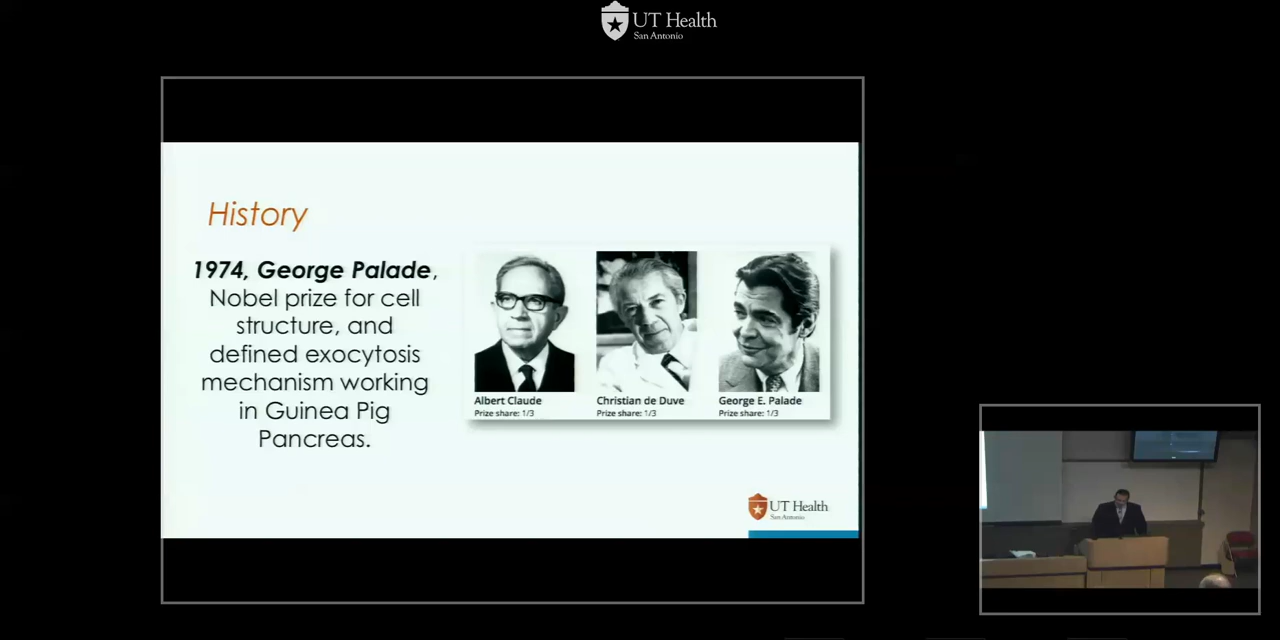 UT Health
San Antonio
History
1974, George Palade,
Nobel prize for cell
structure, and
defined exocytosis
mechanism working
in Guinea Pig
Pancreas.
Albert Claude
Prize share: 1/3
Christian de Duve
Prize share: 1/3
George E. Palade
Prize share: 1/3
UT Health
San Antonio